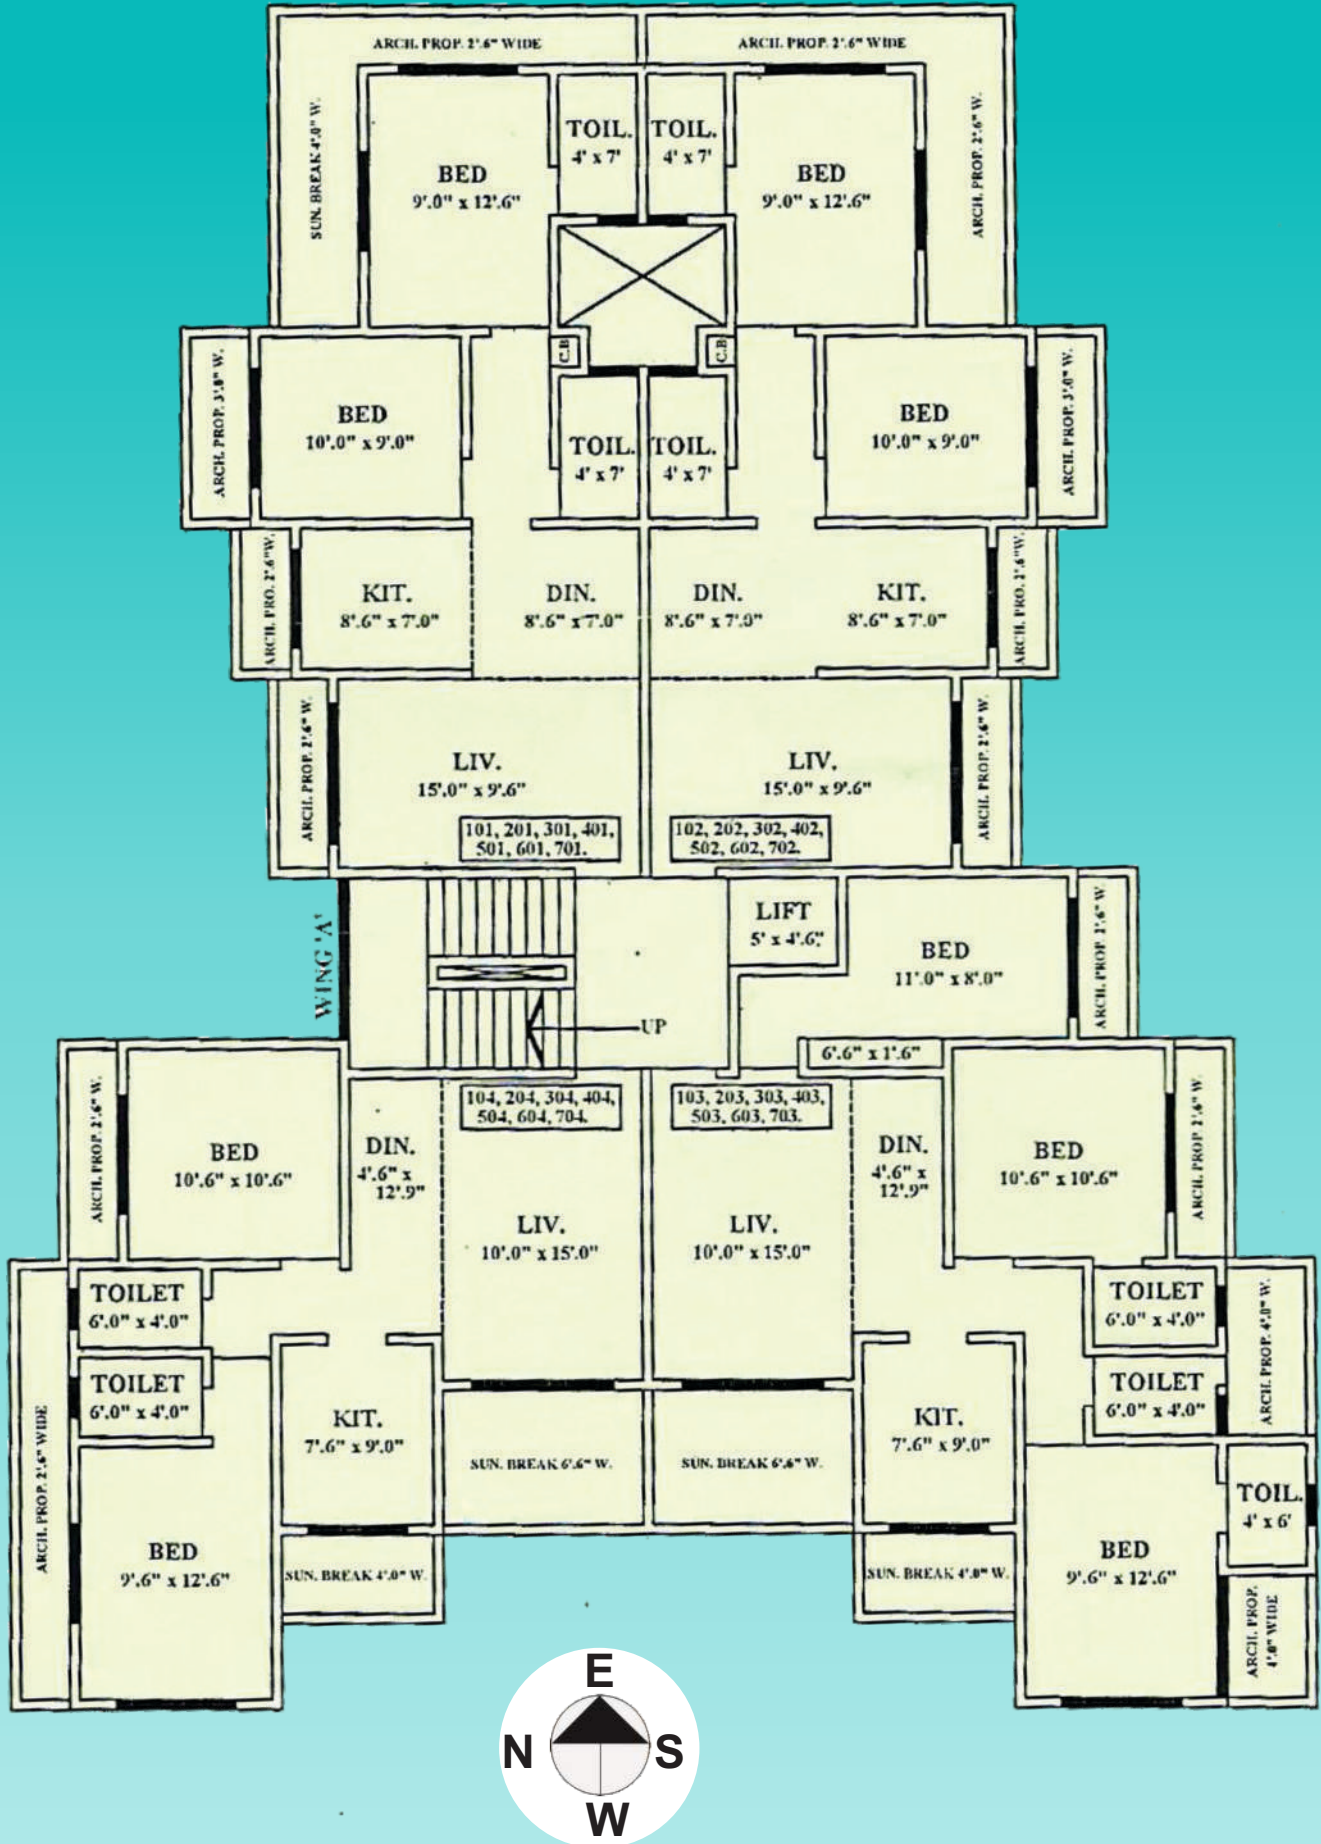 ARCH. PROP. 2'.6" WIDE
ARCH. PROP. 2'.6" WIDE
SUN. BREAK 4'.0" W.
BED
9'.0" x 12'.6"
TOIL.
4' x 7'
TOIL.
4' x 7'
BED
9'.0" x 12'.6"
ARCH. PROP. 2'.6" W.
ARCH. PROP. 3'.0" W.
BED
10'.0" x 9'.0"
C.B
C.B
TOIL.
4' x 7'
TOIL.
4' x 7'
BED
10'.0" x 9'.0"
ARCH. PROP. 3'.0" W.
ARCH. PRO. 2'.6" W.
KIT.
8'.6" x 7'.0"
DIN.
8'.6" x 7'.0"
DIN.
8'.6" x 7'.0"
KIT.
8'.6" x 7'.0"
ARCH. PRO. 2'.6" W.
ARCH. PROP. 2'.6" W.
LIV.
15'.0" x 9'.6"
LIV.
15'.0" x 9'.6"
ARCH. PROP. 2'.6" W.
101, 201, 301, 401,
501, 601, 701.
102, 202, 302, 402,
502, 602, 702.
WING 'A'
LIFT
5' x 4'.6"
BED
11'.0" x 8'.0"
ARCH. PROP. 2'.6" W
UP
6'.6" x 1'.6"
104, 204, 304, 404,
504, 604, 704.
103, 203, 303, 403,
503, 603, 703.
ARCH. PROP. 2'.6" W.
BED
10'.6" x 10'.6"
DIN.
4'.6" x
12'.9"
LIV.
10'.0" x 15'.0"
LIV.
10'.0" x 15'.0"
DIN.
4'.6" x
12'.9"
BED
10'.6" x 10'.6"
ARCH. PROP. 2'.6" W.
TOILET
6'.0" x 4'.0"
TOILET
6'.0" x 4'.0"
ARCH. PROP. 4'.0" W.
TOILET
6'.0" x 4'.0"
TOILET
6'.0" x 4'.0"
ARCH. PROP. 2'.6" WIDE
KIT.
7'.6" x 9'.0"
SUN. BREAK 6'.6" W.
SUN. BREAK 6'.6" W.
KIT.
7'.6" x 9'.0"
TOIL.
4' x 6'
BED
9'.6" x 12'.6"
SUN. BREAK 4'.0" W.
SUN. BREAK 4'.0" W.
BED
9'.6" x 12'.6"
ARCH. PROP.
4'.0" WIDE
E
N
S
W